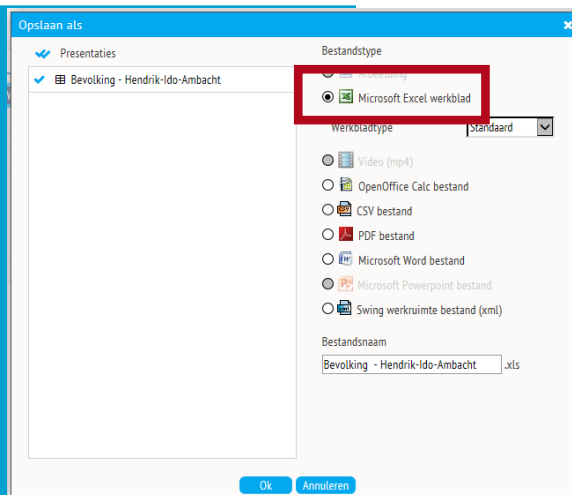 Opslaan als
Presentaties
Bevolking - Hendrik-Ido-Ambacht
Bestandstype
Microsoft Excel werkblad
Werkbladtype Standaard
Video (mp4)
OpenOffice Calc bestand
CSV bestand
PDF bestand
Microsoft Word bestand
Microsoft Powerpoint bestand
Swing werkruimte bestand (xml)
Bestandsnaam
Bevolking - Hendrik-Ido-Ambacht .xls
Ok Annuleren